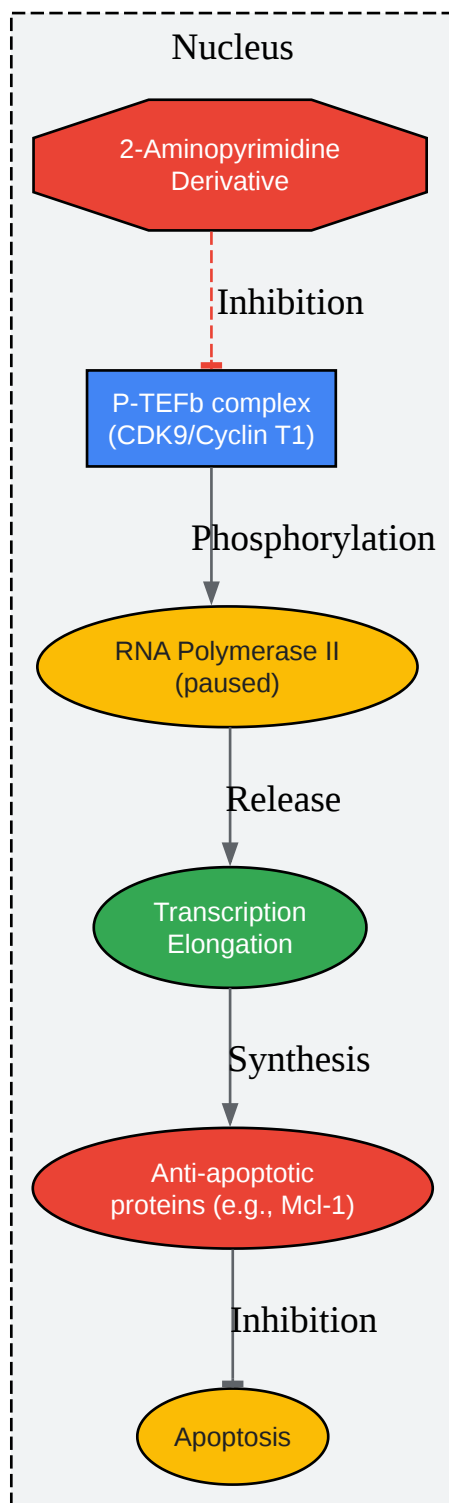 Nucleus
2-Aminopyrimidine
Derivative
Inhibition
P-TEFb complex
(CDK9/Cyclin T1)
Phosphorylation
RNA Polymerase II
(paused)
Release
Transcription
Elongation
Synthesis
Anti-apoptotic
proteins (e.g., Mcl-1)
Inhibition
Apoptosis